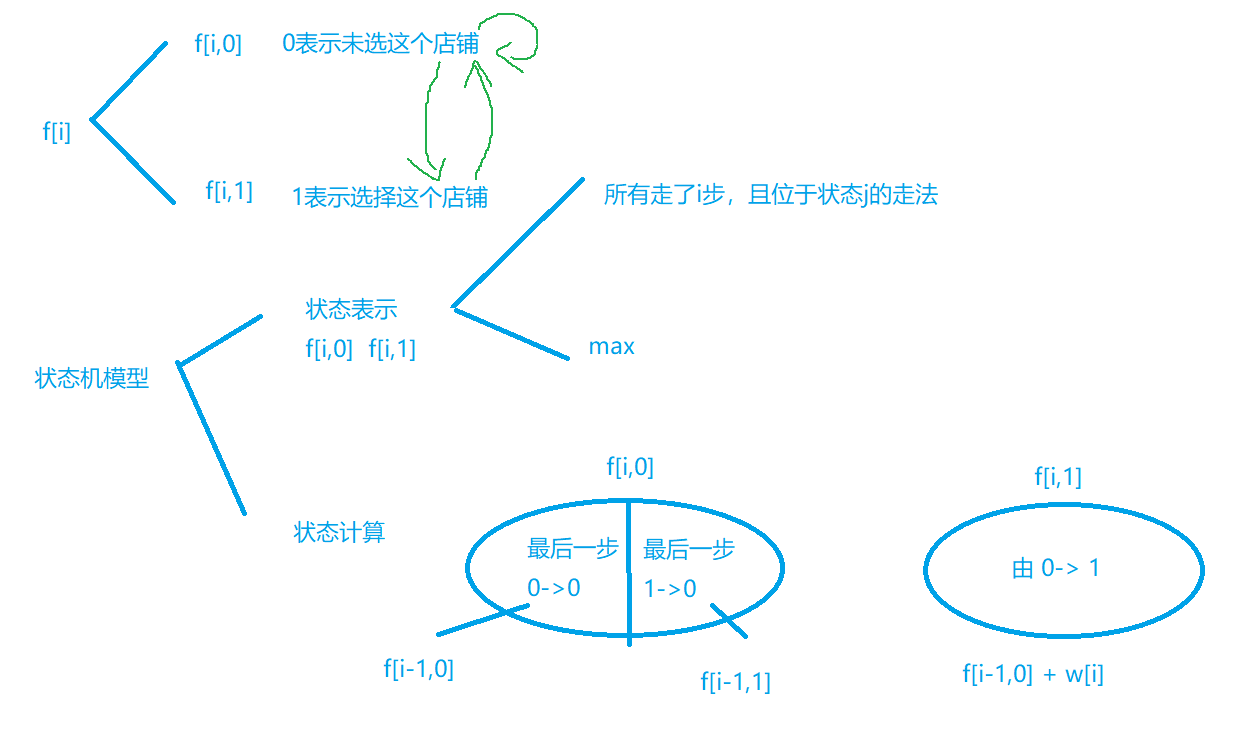 f[i,0] 0表示未选这个店铺
f[i]
f[i,1] 1表示选择这个店铺
所有走了i步，且位于状态j的走法
状态表示
f[i,0] f[i,1]
max
状态机模型
f[i,0]
f[i,1]
状态计算
最后一步
0->0
最后一步
1->0
由 0-> 1
f[i-1,0]
f[i-1,1]
f[i-1,0] + w[i]